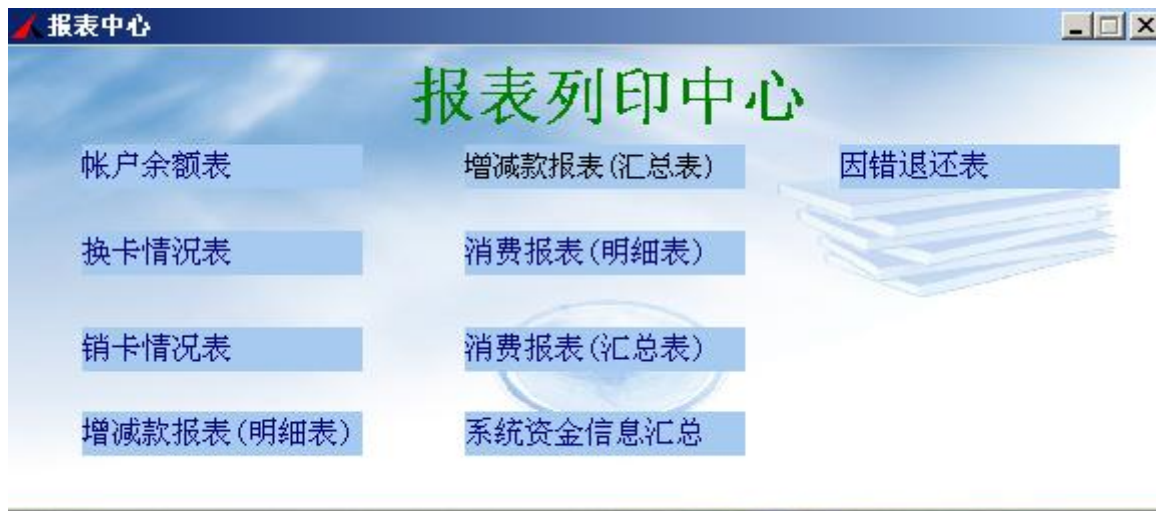 报表中心
报表列印中心
帐户余额表 增减款报表(汇总表) 因错退还表
换卡情况表 消费报表(明细表)
销卡情况表 消费报表(汇总表)
增减款报表(明细表) 系统资金信息汇总